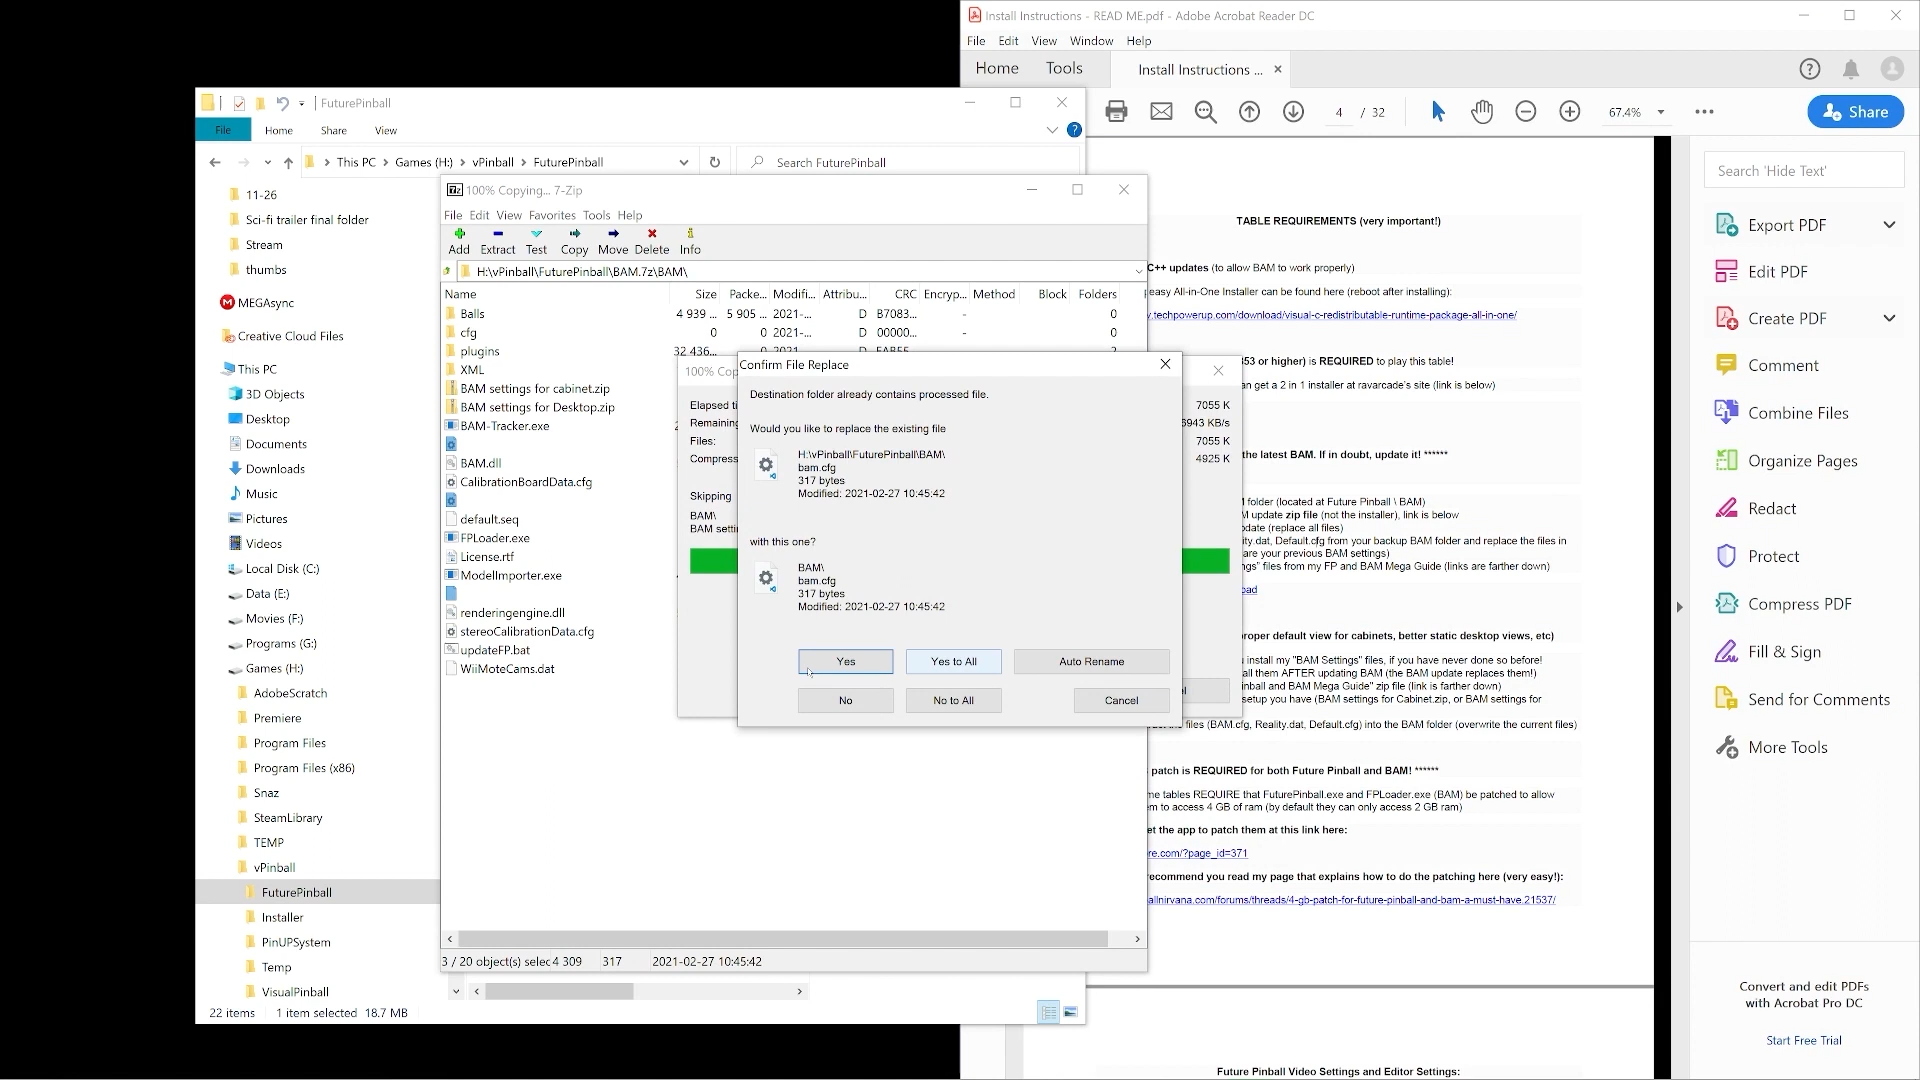 Install Instructions - READ ME.pdf - Adobe Acrobat Reader DC
File Edit View Window Help
Home Tools Install Instructions ...
4 / 32 67.4% Share
FuturePinball
File Home Share View
This PC Games (H:) vPinball FuturePinball
Search FuturePinball
11-26
Sci-fi trailer final folder
Stream
thumbs
MEGAsync
Creative Cloud Files
This PC
3D Objects
Desktop
Documents
Downloads
Music
Pictures
Videos
Local Disk (C:)
Data (E:)
Movies (F:)
Programs (G:)
Games (H:)
AdobeScratch
Premiere
Program Files
Program Files (x86)
Snaz
SteamLibrary
TEMP
vPinball
FuturePinball
Installer
PinUPSystem
Temp
VisualPinball
22 items 1 item selected 18.7 MB
100% Copying... 7-Zip
File Edit View Favorites Tools Help
Add Extract Test Copy Move Delete Info
H:\vPinball\FuturePinball\BAM.7z\BAM\
Name Size Packe... Modifi... Attribu... CRC Encryp... Method Block Folders
Balls 4 939 ... 5 905 ... 2021-... D B7083... - 0
cfg 0 0 2021-... D 00000... - 0
plugins 32 436...
XML
BAM settings for cabinet.zip
BAM settings for Desktop.zip
BAM-Tracker.exe
BAM.dll
CalibrationBoardData.cfg
default.seq
FPLoader.exe
License.rtf
ModelImporter.exe
renderingengine.dll
stereoCalibrationData.cfg
updateFP.bat
WiiMoteCams.dat
3 / 20 object(s) selec 4 309 317 2021-02-27 10:45:42
100% Cop
Elapsed ti 7055 K
Remaining 6943 KB/s
Files: 7055 K
Compress 4925 K
Skipping
BAM\
BAM settin
Confirm File Replace
Destination folder already contains processed file.
Would you like to replace the existing file
H:\vPinball\FuturePinball\BAM\
bam.cfg
317 bytes
Modified: 2021-02-27 10:45:42
with this one?
BAM\
bam.cfg
317 bytes
Modified: 2021-02-27 10:45:42
Yes Yes to All Auto Rename
No No to All Cancel
TABLE REQUIREMENTS (very important!)
C++ updates (to allow BAM to work properly)
easy All-in-One Installer can be found here (reboot after installing):
.techpowerup.com/download/visual-c-redistributable-runtime-package-all-in-one/
53 or higher) is REQUIRED to play this table!
an get a 2 in 1 installer at ravarcade's site (link is below)
the latest BAM. If in doubt, update it! ******
M folder (located at Future Pinball \ BAM)
M update zip file (not the installer), link is below
pdate (replace all files)
ity.dat, Default.cfg from your backup BAM folder and replace the files in
are your previous BAM settings)
ngs" files from my FP and BAM Mega Guide (links are farther down)
oad
roper default view for cabinets, better static desktop views, etc)
u install my "BAM Settings" files, if you have never done so before!
all them AFTER updating BAM (the BAM update replaces them!)
inball and BAM Mega Guide" zip file (link is farther down)
setup you have (BAM settings for Cabinet.zip, or BAM settings for
files (BAM.cfg, Reality.dat, Default.cfg) into the BAM folder (overwrite the current files)
patch is REQUIRED for both Future Pinball and BAM! ******
me tables REQUIRE that FuturePinball.exe and FPLoader.exe (BAM) be patched to allow
em to access 4 GB of ram (by default they can only access 2 GB ram)
et the app to patch them at this link here:
re.com/?page_id=371
recommend you read my page that explains how to do the patching here (very easy!):
allnirvana.com/forums/threads/4-gb-patch-for-future-pinball-and-bam-a-must-have.21537/
Future Pinball Video Settings and Editor Settings:
Search 'Hide Text'
Export PDF
Edit PDF
Create PDF
Comment
Combine Files
Organize Pages
Redact
Protect
Compress PDF
Fill & Sign
Send for Comments
More Tools
Convert and edit PDFs
with Acrobat Pro DC
Start Free Trial